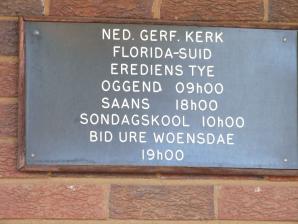 NED. GERF. KERK
FLORIDA-SUID
EREDIENS TYE
OGGEND 09h00
SAANS 18h00
SONDAGSKOOL 10h00
BID URE WOENSDAE
19h00